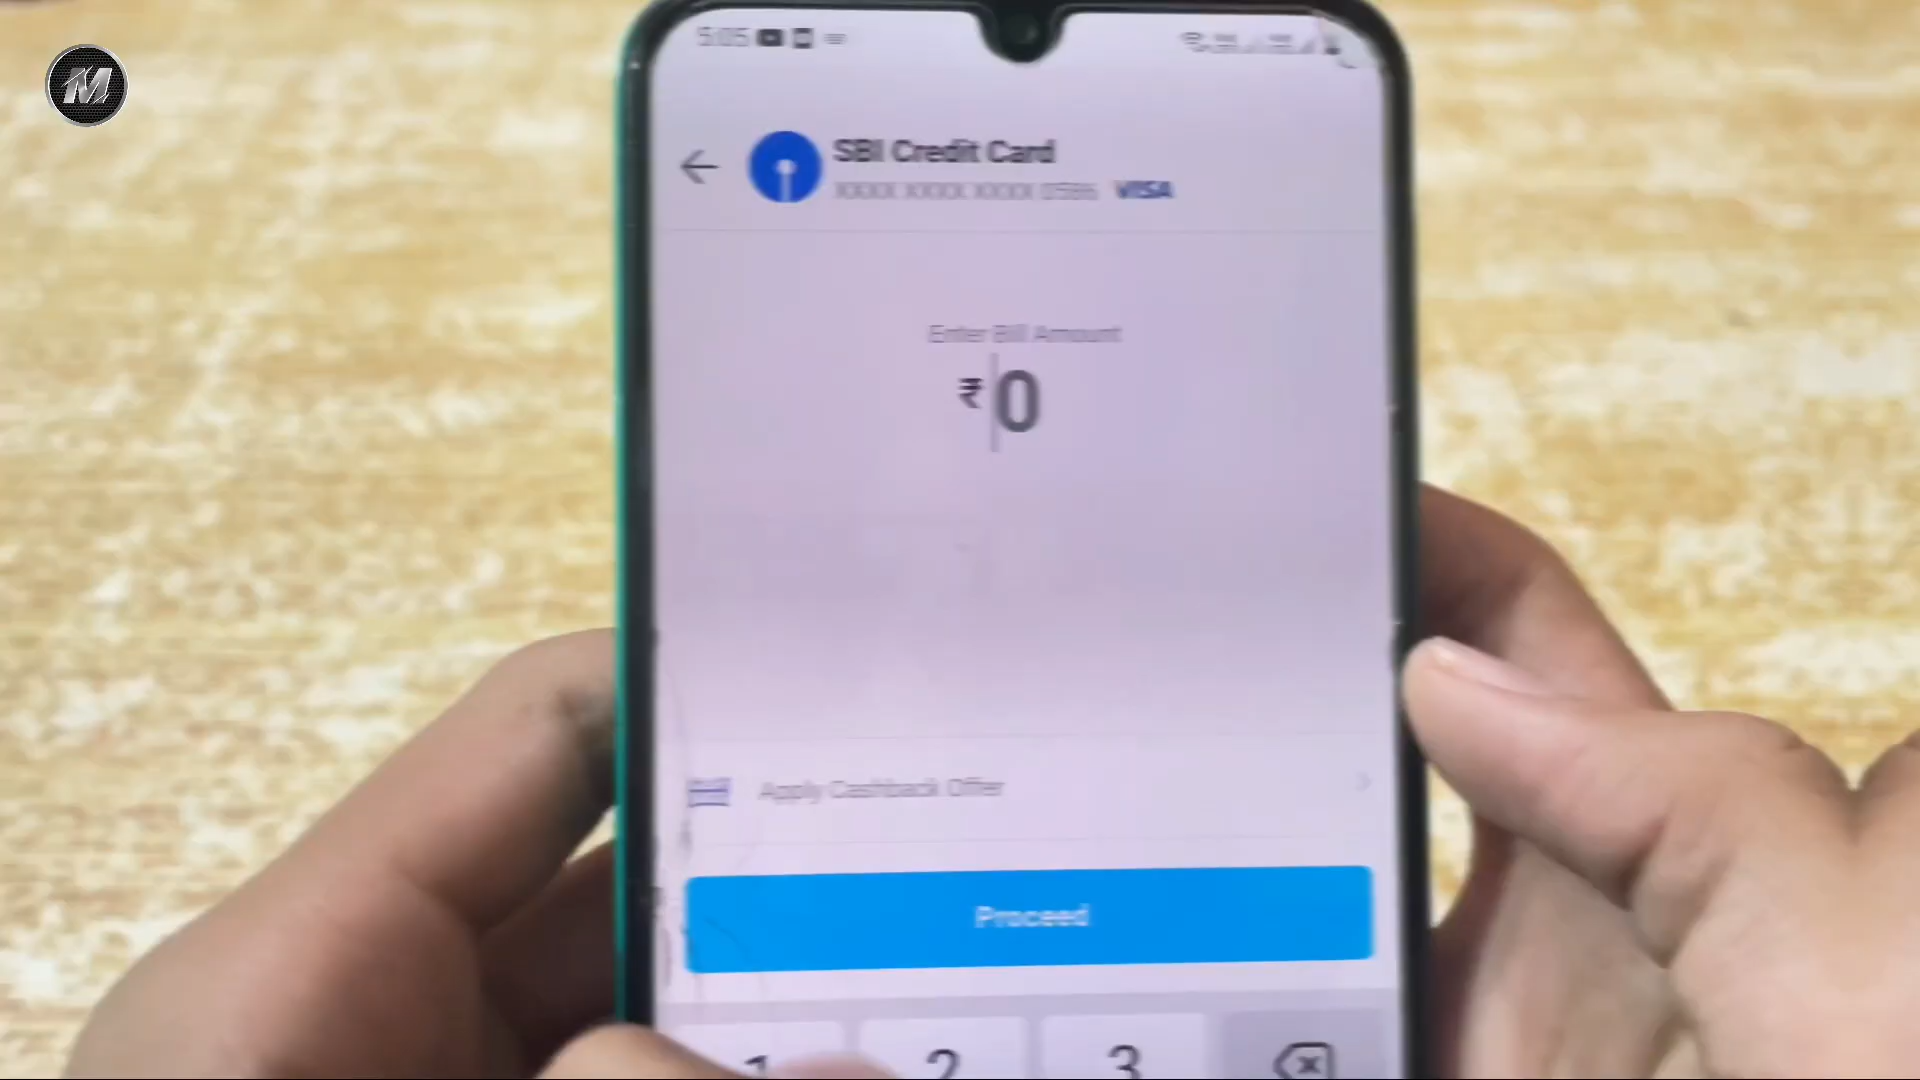 M
5:05
SBI Credit Card
XXXX XXXX XXXX 0586 VISA
Enter Bill Amount
₹0
Apply Cashback Offer
Proceed
1 2 3